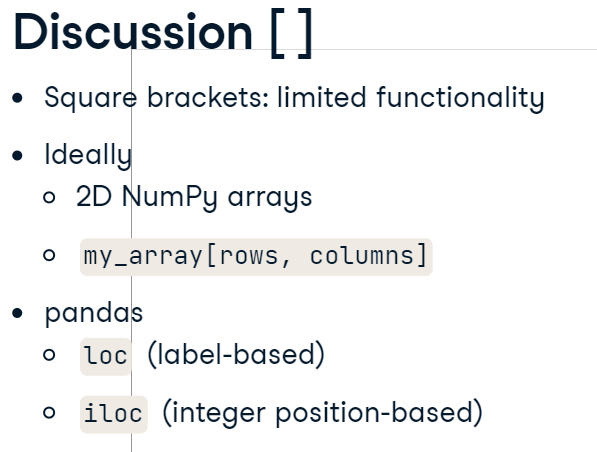 Discussion [ ]
Square brackets: limited functionality
Ideally
2D NumPy arrays
my_array[rows, columns]
pandas
loc (label-based)
iloc (integer position-based)